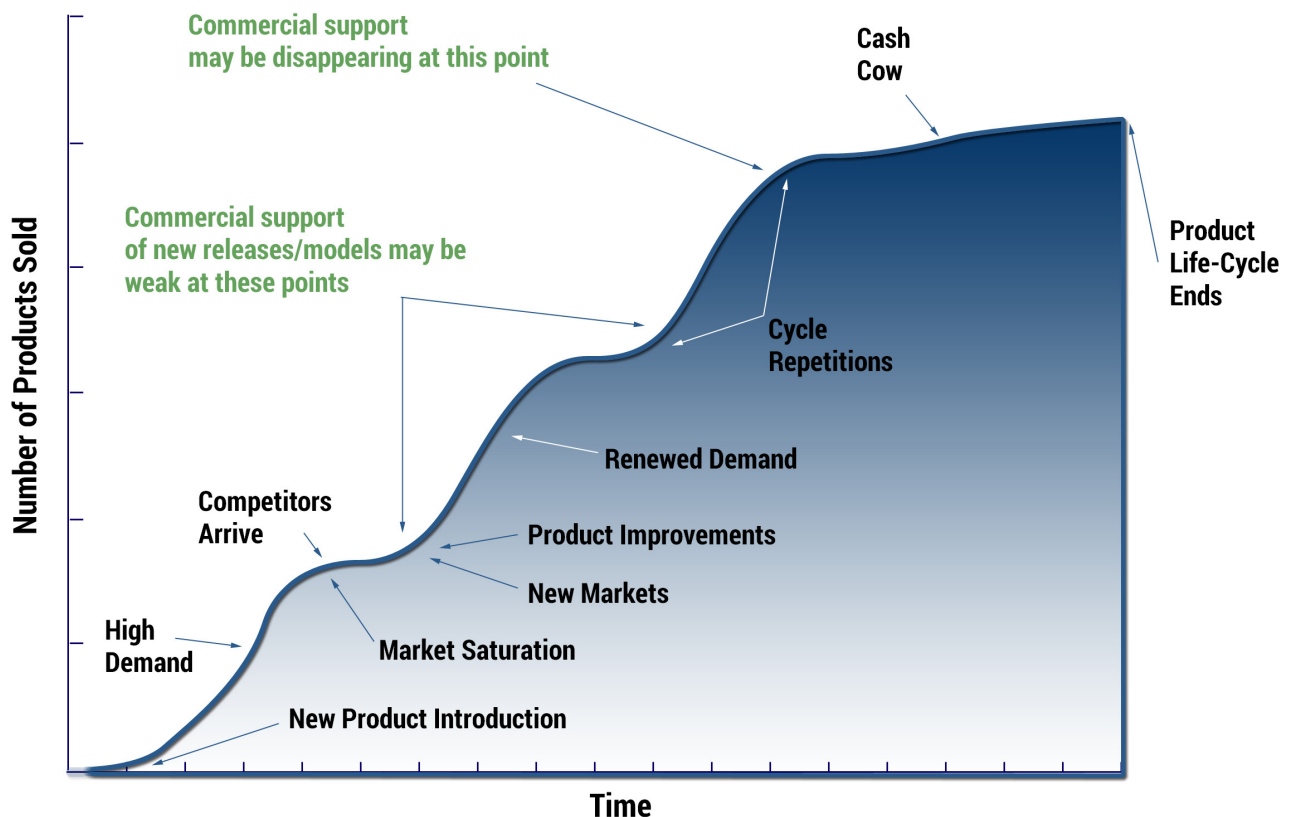 Commercial support
may be disappearing at this point
Cash
Cow
Commercial support
of new releases/models may be
weak at these points
Product
Life-Cycle
Ends
Number of Products Sold
Cycle
Repetitions
Renewed Demand
Competitors
Arrive
Product Improvements
New Markets
High
Demand
Market Saturation
New Product Introduction
Time